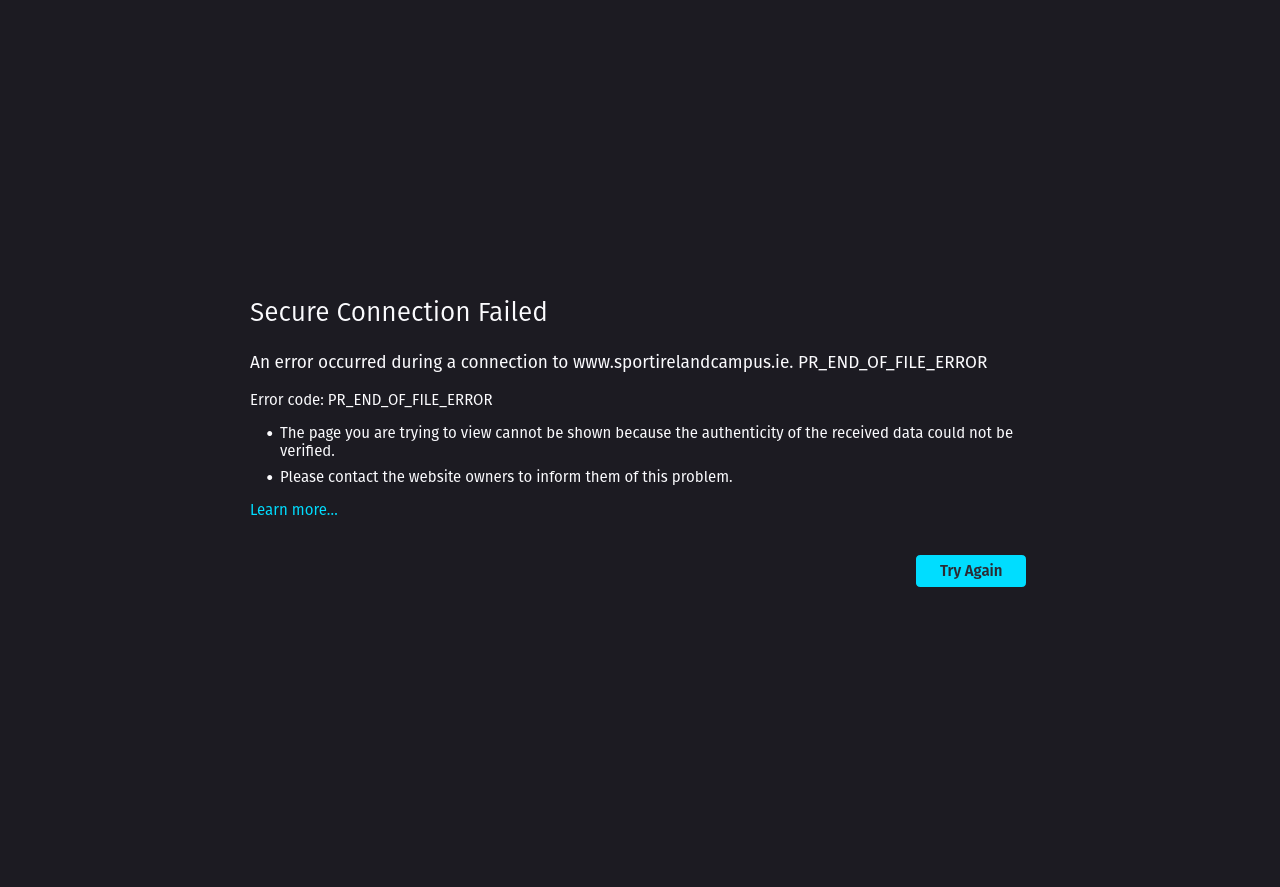 Secure Connection Failed
An error occurred during a connection to www.sportirelandcampus.ie. PR_END_OF_FILE_ERROR
Error code: PR_END_OF_FILE_ERROR
• The page you are trying to view cannot be shown because the authenticity of the received data could not be
verified.
• Please contact the website owners to inform them of this problem.
Learn more…
Try Again